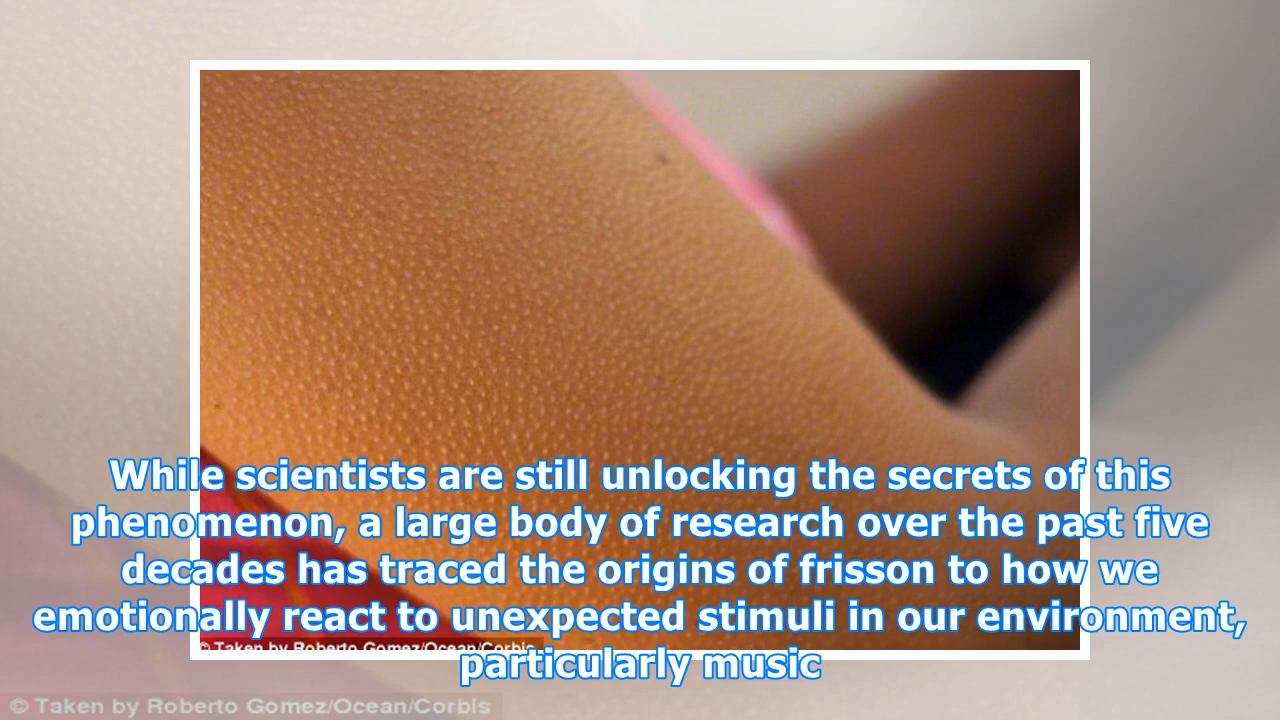 While scientists are still unlocking the secrets of this
phenomenon, a large body of research over the past five
decades has traced the origins of frisson to how we
emotionally react to unexpected stimuli in our environment,
© Taken by Roberto Gomez/Ocean/Corbis
particularly music
© Taken by Roberto Gomez/Ocean/Corbis